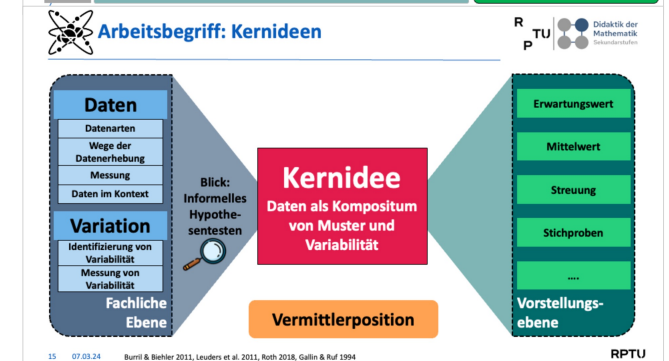 Arbeitsbegriff: Kernideen
R
P TU
Didaktik der
Mathematik
Sekundarstufen
Daten
Datenarten
Wege der
Datenerhebung
Messung
Daten im Kontext
Variation
Identifizierung von
Variabilität
Messung von
Variabilität
Fachliche
Ebene
Blick:
Informelles
Hypothe-
sentesten
Kernidee
Daten als Kompositum
von Muster und
Variabilität
Vermittlerposition
Erwartungswert
Mittelwert
Streuung
Stichproben
....
Vorstellungs-
ebene
15 07.03.24 Burril & Biehler 2011, Leuders et al. 2011, Roth 2018, Gallin & Ruf 1994
RPTU